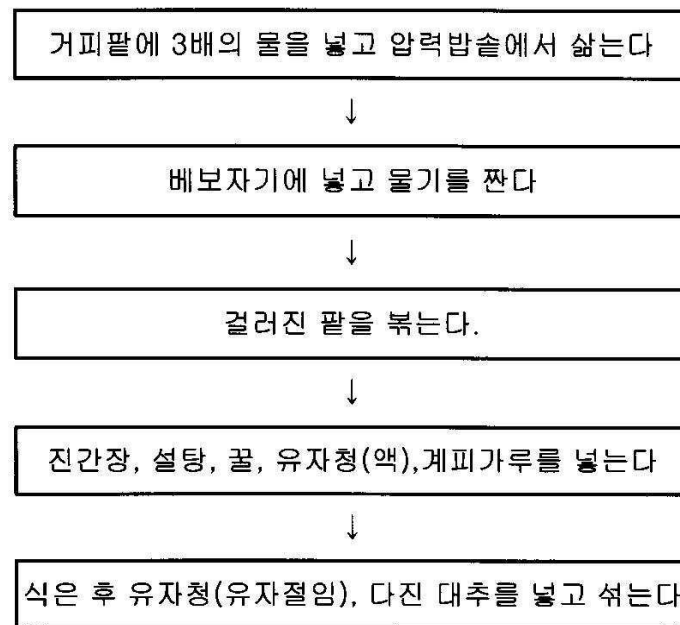 거피팥에 3배의 물을 넣고 압력밥솥에서 삶는다
↓
베보자기에 넣고 물기를 짠다
↓
걸러진 팥을 볶는다.
↓
진간장, 설탕, 꿀, 유자청(액),계피가루를 넣는다
↓
식은 후 유자청(유자절임), 다진 대추를 넣고 섞는다